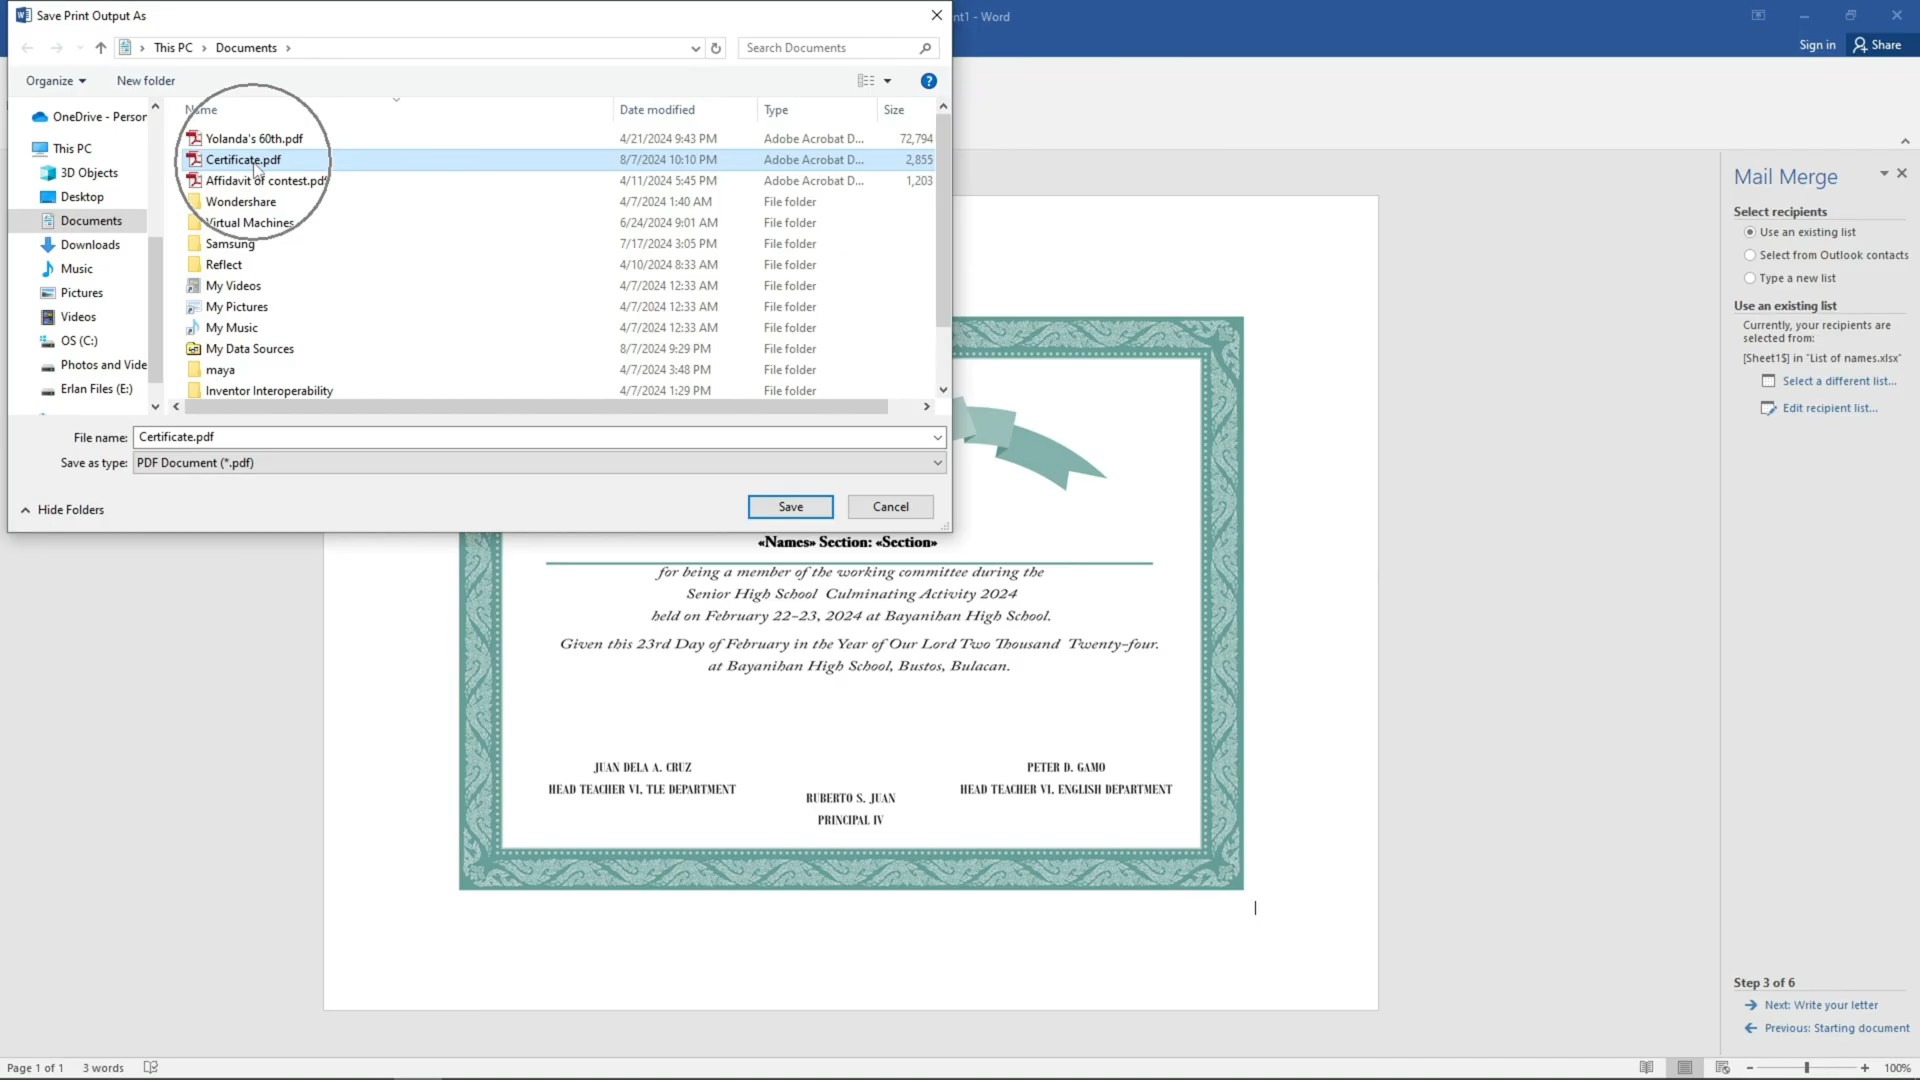 Save Print Output As
nt1 - Word
Sign in
Share
This PC
Documents
Search Documents
Organize
New folder
Name
Date modified
Type
Size
OneDrive - Person
This PC
3D Objects
Desktop
Documents
Downloads
Music
Pictures
Videos
OS (C:)
Photos and Vide
Erlan Files (E:)
Yolanda's 60th.pdf 4/21/2024 9:43 PM Adobe Acrobat D... 72,794
Certificate.pdf 8/7/2024 10:10 PM Adobe Acrobat D... 2,855
Affidavit of contest.pdf 4/11/2024 5:45 PM Adobe Acrobat D... 1,203
Wondershare 4/7/2024 1:40 AM File folder
Virtual Machines 6/24/2024 9:01 AM File folder
Samsung 7/17/2024 3:05 PM File folder
Reflect 4/10/2024 8:33 AM File folder
My Videos 4/7/2024 12:33 AM File folder
My Pictures 4/7/2024 12:33 AM File folder
My Music 4/7/2024 12:33 AM File folder
My Data Sources 8/7/2024 9:29 PM File folder
maya 4/7/2024 3:48 PM File folder
Inventor Interoperability 4/7/2024 1:29 PM File folder
File name: Certificate.pdf
Save as type: PDF Document (*.pdf)
Hide Folders
Save
Cancel
«Names» Section: «Section»
for being a member of the working committee during the
Senior High School Culminating Activity 2024
held on February 22-23, 2024 at Bayanihan High School.
Given this 23rd Day of February in the Year of Our Lord Two Thousand Twenty-four.
at Bayanihan High School, Bustos, Bulacan.
JUAN DELA A. CRUZ
HEAD TEACHER VI, TLE DEPARTMENT
RUBERTO S. JUAN
PRINCIPAL IV
PETER D. GAMO
HEAD TEACHER VI, ENGLISH DEPARTMENT
Mail Merge
Select recipients
Use an existing list
Select from Outlook contacts
Type a new list
Use an existing list
Currently, your recipients are
selected from:
[Sheet1$] in "List of names.xlsx"
Select a different list...
Edit recipient list...
Step 3 of 6
Next: Write your letter
Previous: Starting document
Page 1 of 1
3 words
100%